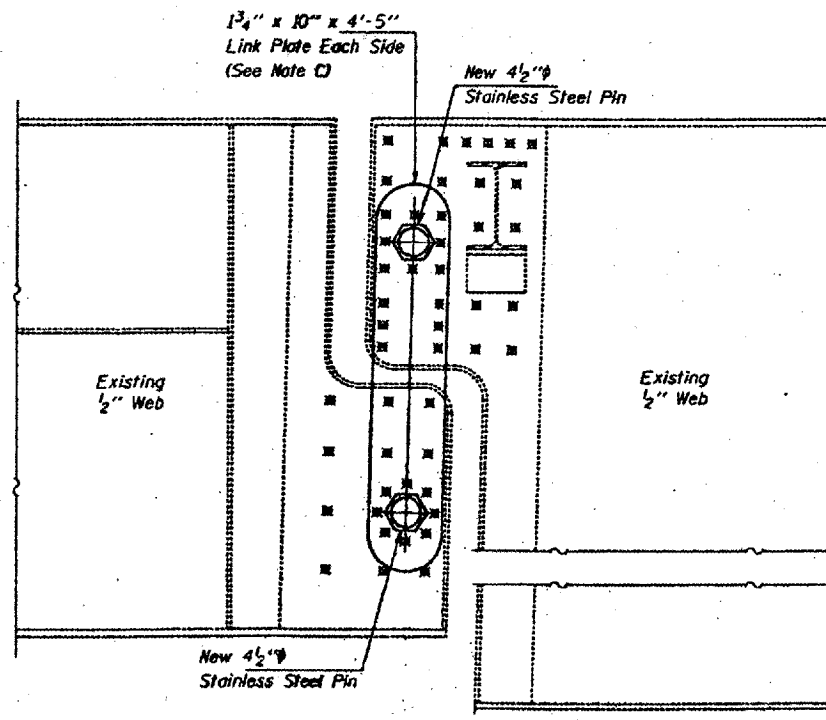 1¾" x 10" x 4'-5"
Link Plate Each Side
(See Note C)
New 4½"φ
Stainless Steel Pin
Existing
½" Web
Existing
½" Web
New 4½"φ
Stainless Steel Pin